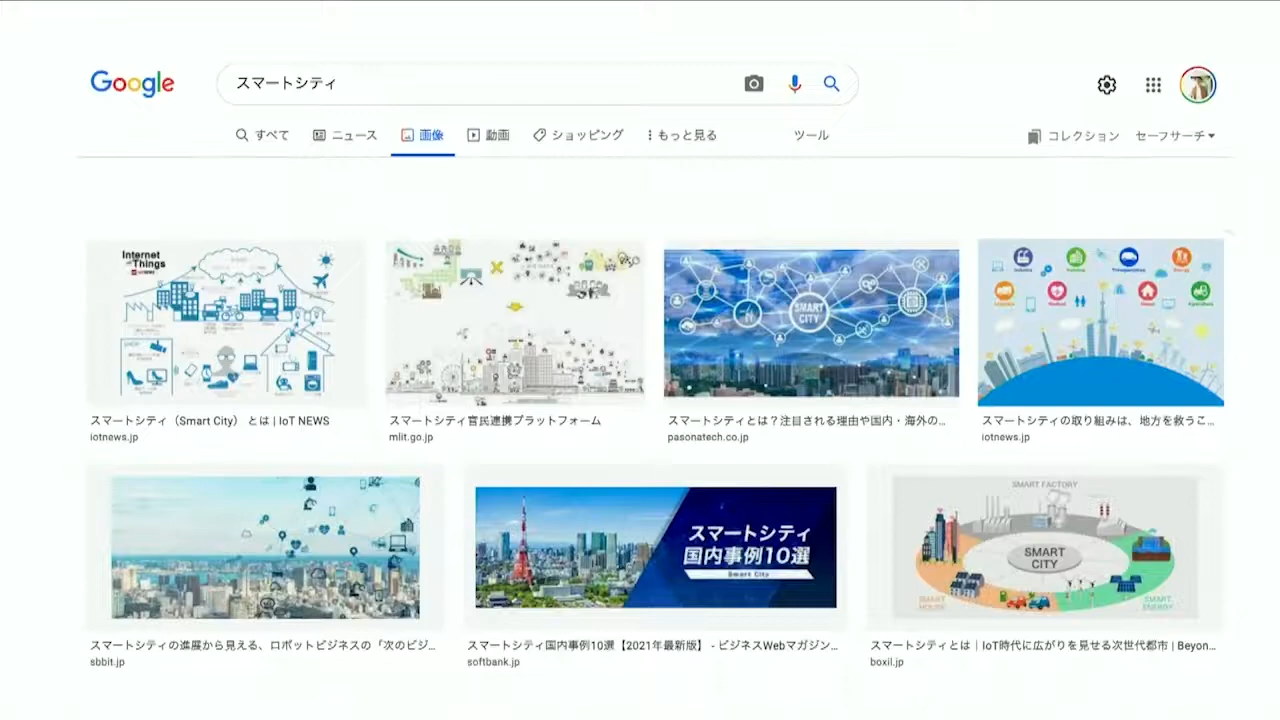 Google
スマートシティ
すべて
ニュース
画像
動画
ショッピング
もっと見る
ツール
コレクション
セーフサーチ
Internet
of Things
SMART
CITY
スマートシティ（Smart City） とは | IoT NEWS
iotnews.jp
スマートシティ官民連携プラットフォーム
mlit.go.jp
スマートシティとは？注目される理由や国内・海外の...
pasonatech.co.jp
スマートシティの取り組みは、地方を救うこ...
iotnews.jp
スマートシティ
国内事例10選
Smart City
SMART FACTORY
SMART
CITY
SMART
HOUSE
SMART
ENERGY
スマートシティの進展から見える、ロボットビジネスの「次のビジ...
sbbit.jp
スマートシティ国内事例10選【2021年最新版】 - ビジネスWebマガジン...
softbank.jp
スマートシティとは｜IoT時代に広がりを見せる次世代都市 | Beyon...
boxil.jp